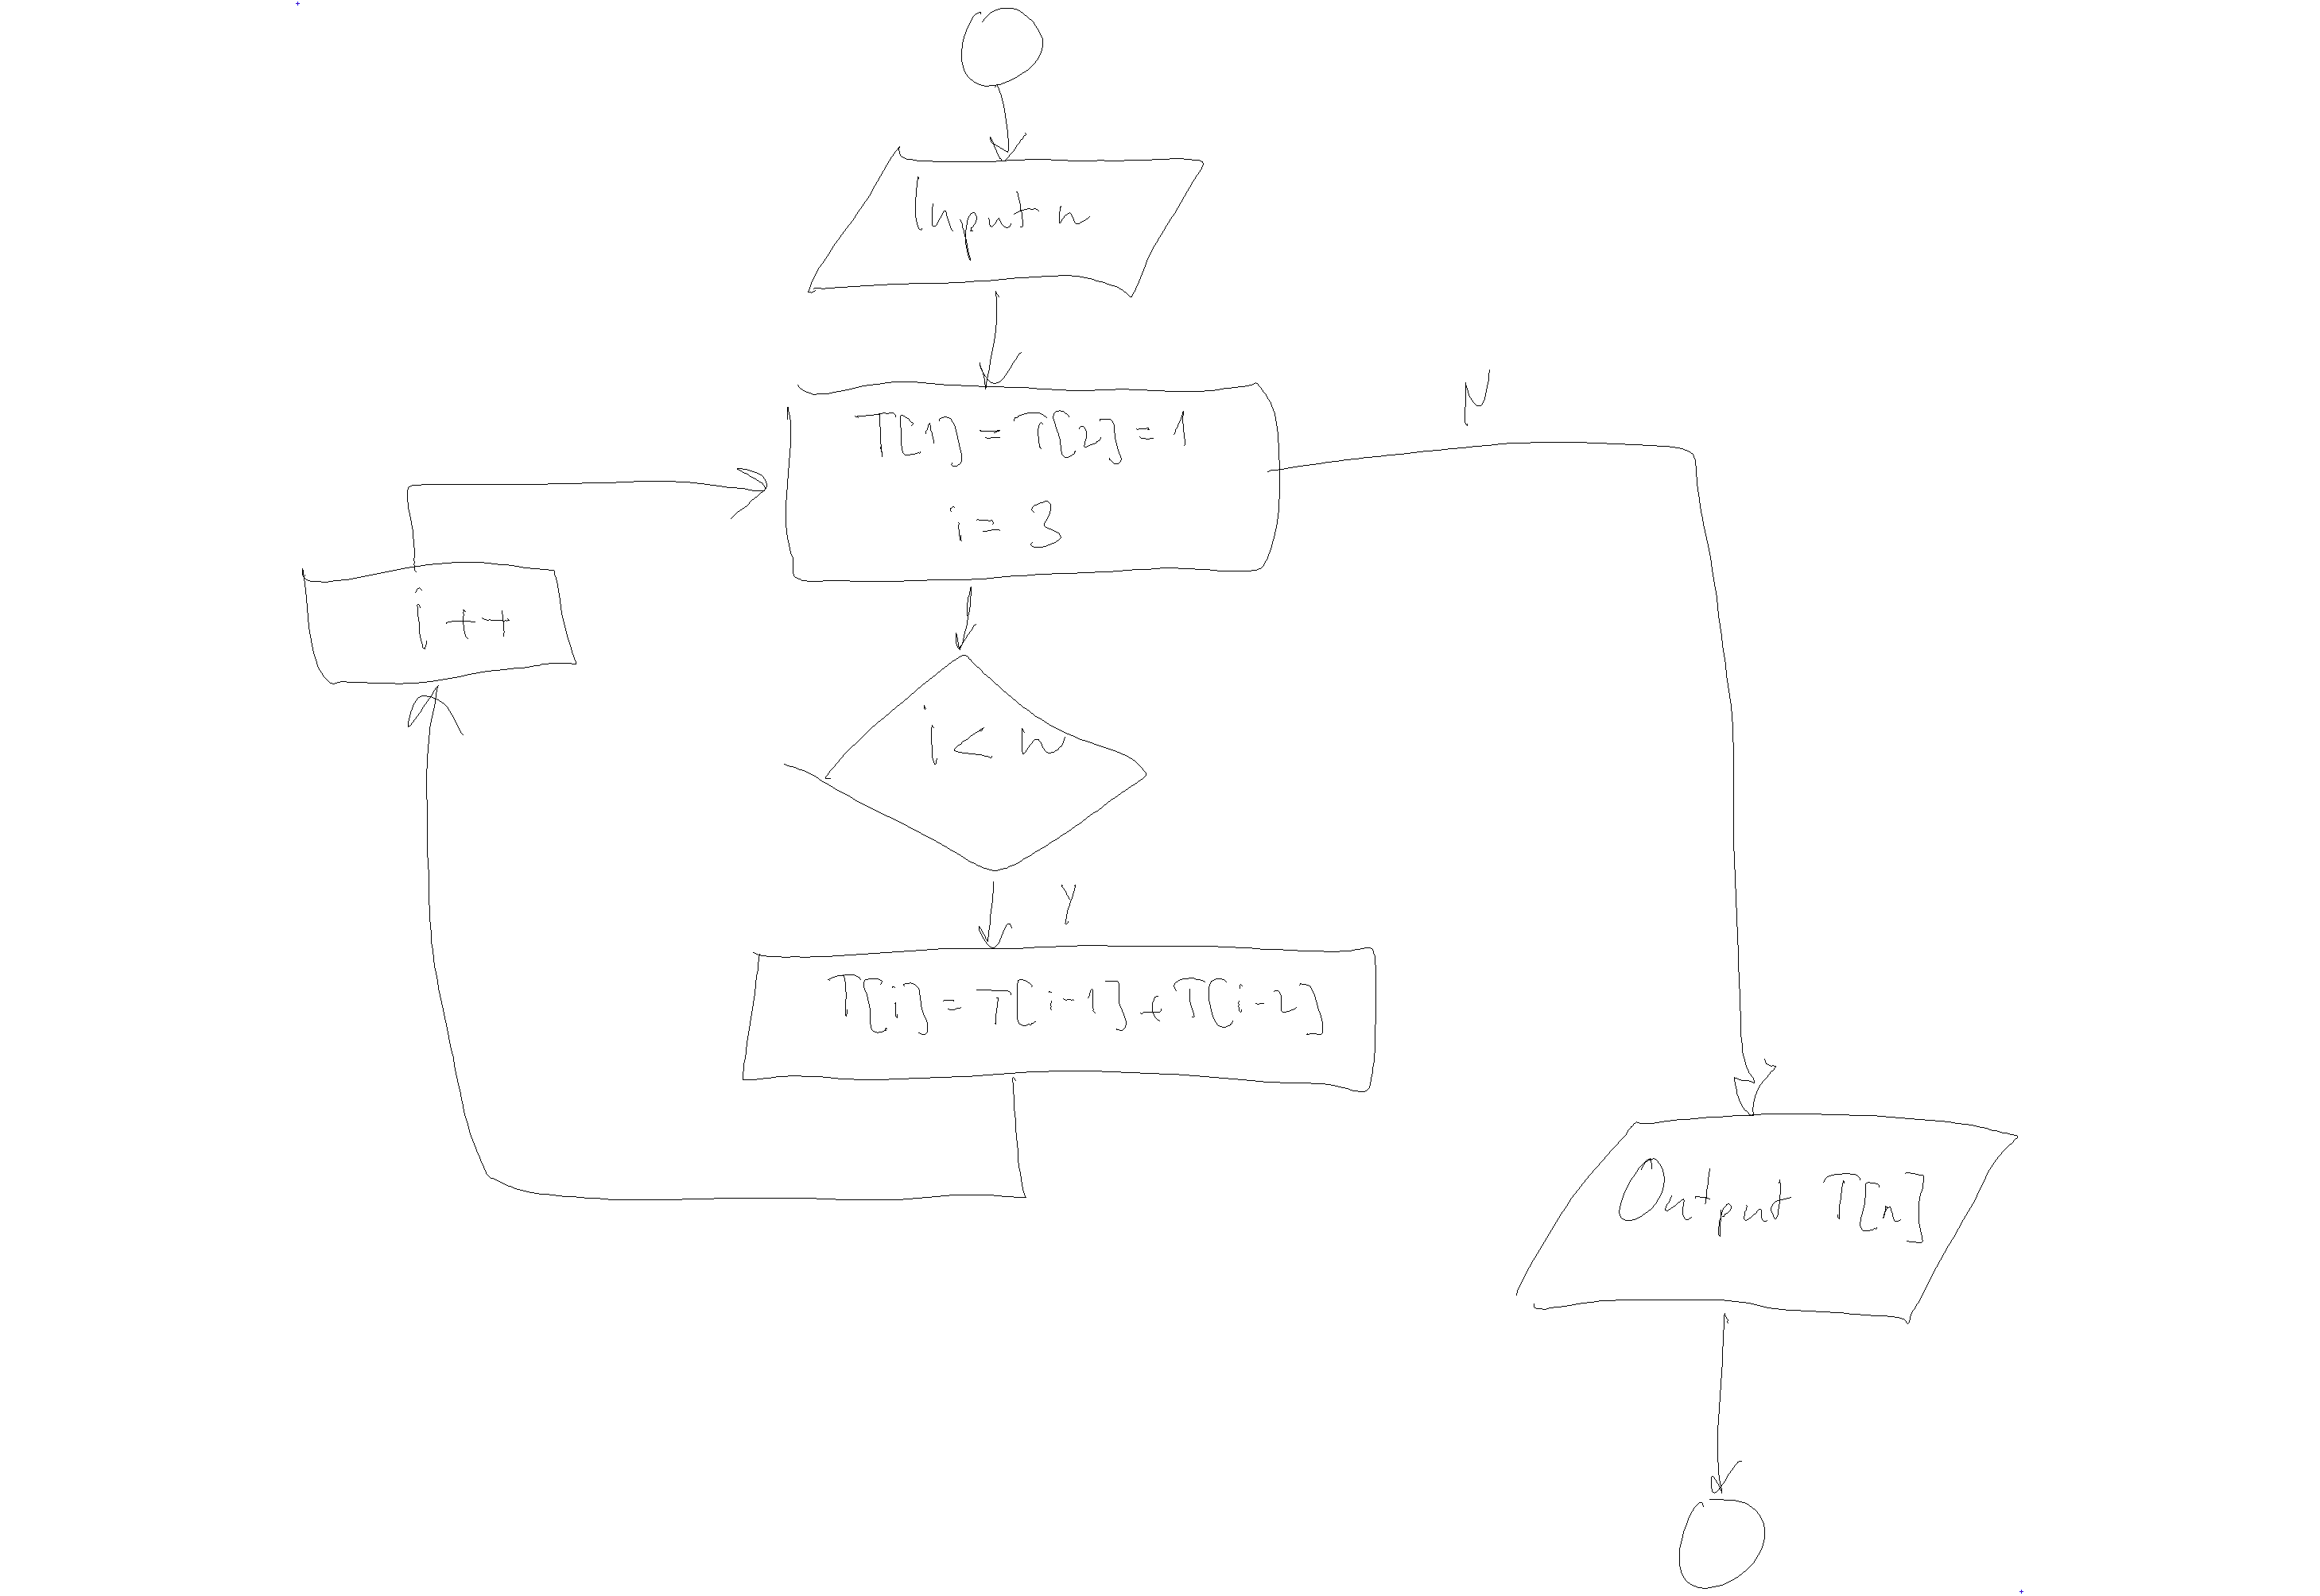 Input n
T[1] = T[2] = 1
i = 3
N
i++
i < n
Y
T[i] = T[i-1] + T[i-2]
Output T[n]